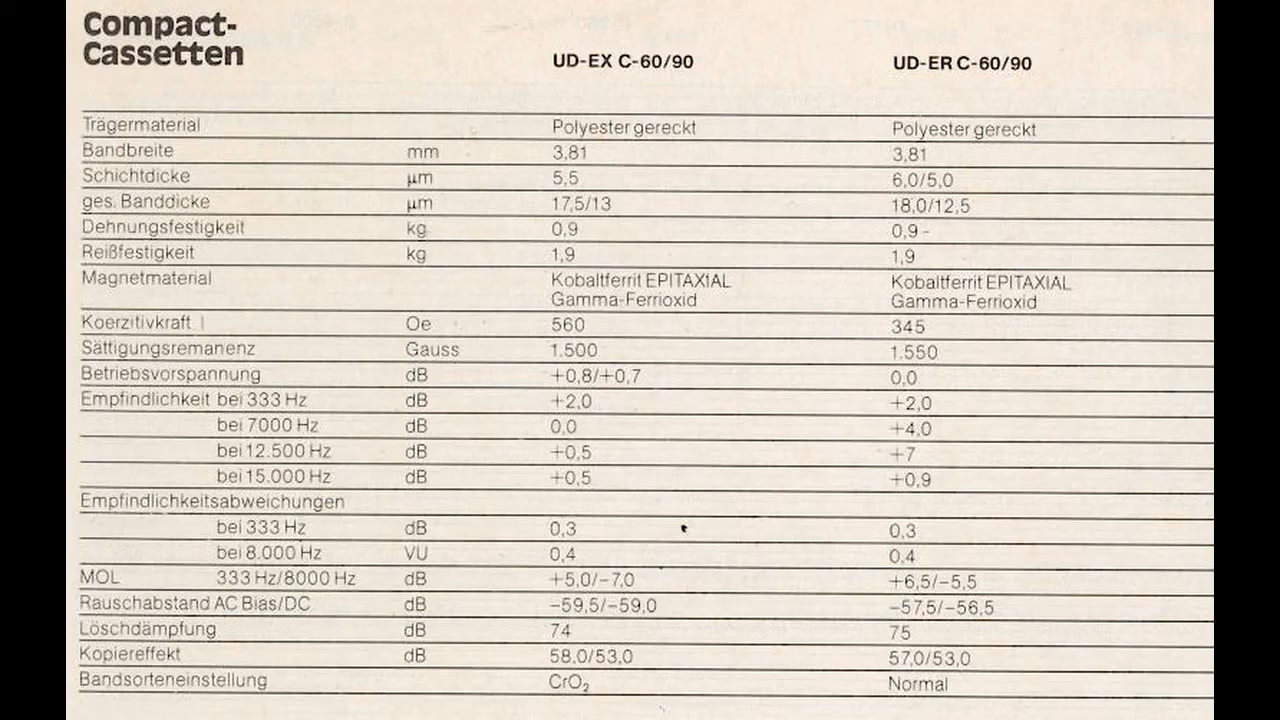 Compact-
Cassetten
UD-EX C-60/90 UD-ER C-60/90
Trägermaterial Polyester gereckt Polyester gereckt
Bandbreite mm 3,81 3,81
Schichtdicke µm 5,5 6,0/5,0
ges. Banddicke µm 17,5/13 18,0/12,5
Dehnungsfestigkeit kg 0,9 0,9-
Reißfestigkeit kg 1,9 1,9
Magnetmaterial Kobaltferrit EPITAXIAL Kobaltferrit EPITAXIAL
Gamma-Ferrioxid Gamma-Ferrioxid
Koerzitivkraft Oe 560 345
Sättigungsremanenz Gauss 1.500 1.550
Betriebsvorspannung dB +0,8/+0,7 0,0
Empfindlichkeit bei 333 Hz dB +2,0 +2,0
bei 7000 Hz dB 0,0 +4,0
bei 12.500 Hz dB +0,5 +7
bei 15.000 Hz dB +0,5 +0,9
Empfindlichkeitsabweichungen
bei 333 Hz dB 0,3 0,3
bei 8.000 Hz VU 0,4 0,4
MOL 333 Hz/8000 Hz dB +5,0/-7,0 +6,5/-5,5
Rauschabstand AC Bias/DC dB -59,5/-59,0 -57,5/-56,5
Löschdämpfung dB 74 75
Kopiereffekt dB 58,0/53,0 57,0/53,0
Bandsorteneinstellung CrO₂ Normal